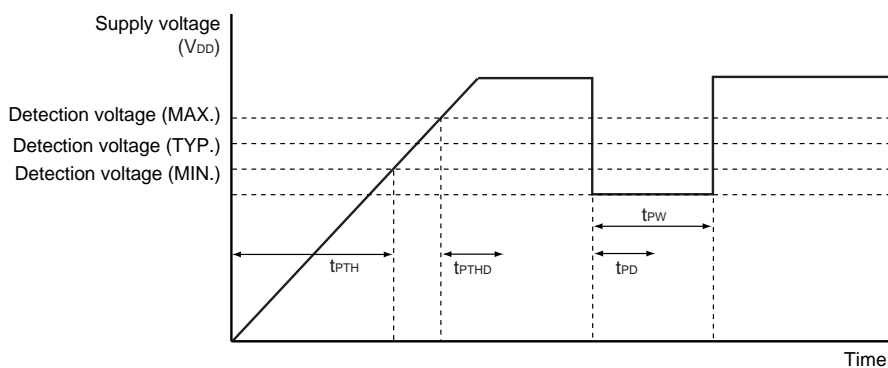 Supply voltage
(VDD)
Detection voltage (MAX.)
Detection voltage (TYP.)
Detection voltage (MIN.)
tPW
tPTH
tPTHD
tPD
Time